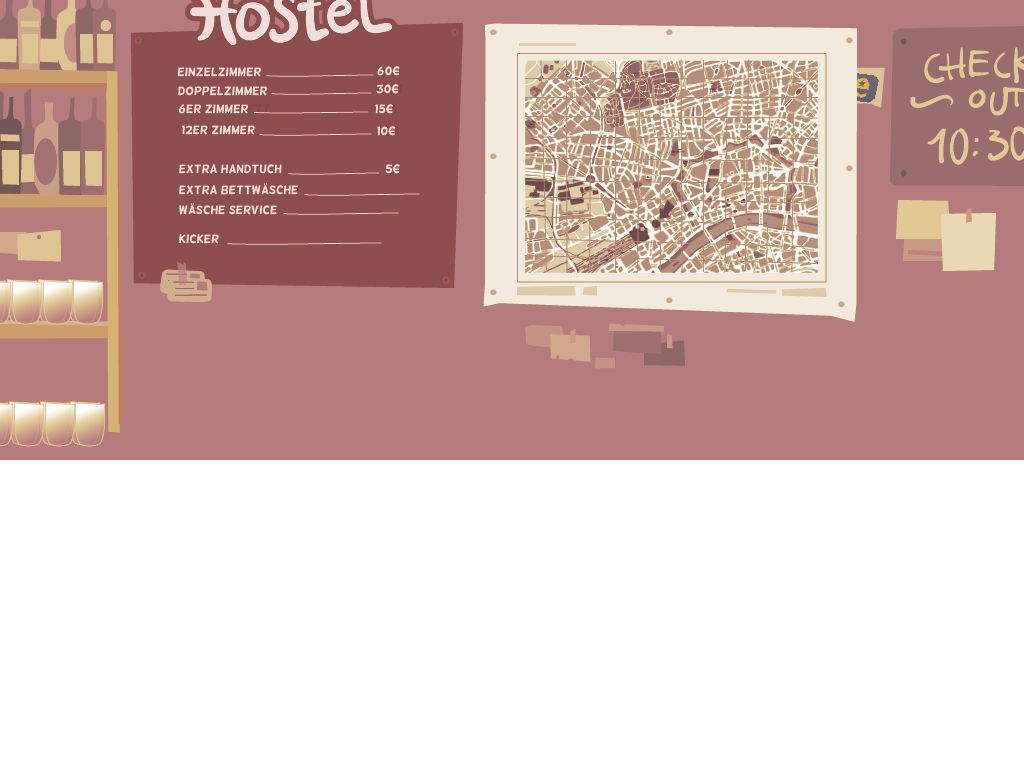 Hostel
EINZELZIMMER 60€
DOPPELZIMMER 30€
6ER ZIMMER 15€
12ER ZIMMER 10€
EXTRA HANDTUCH 5€
EXTRA BETTWÄSCHE
WÄSCHE SERVICE
KICKER
e
CHECK
OUT
10:30